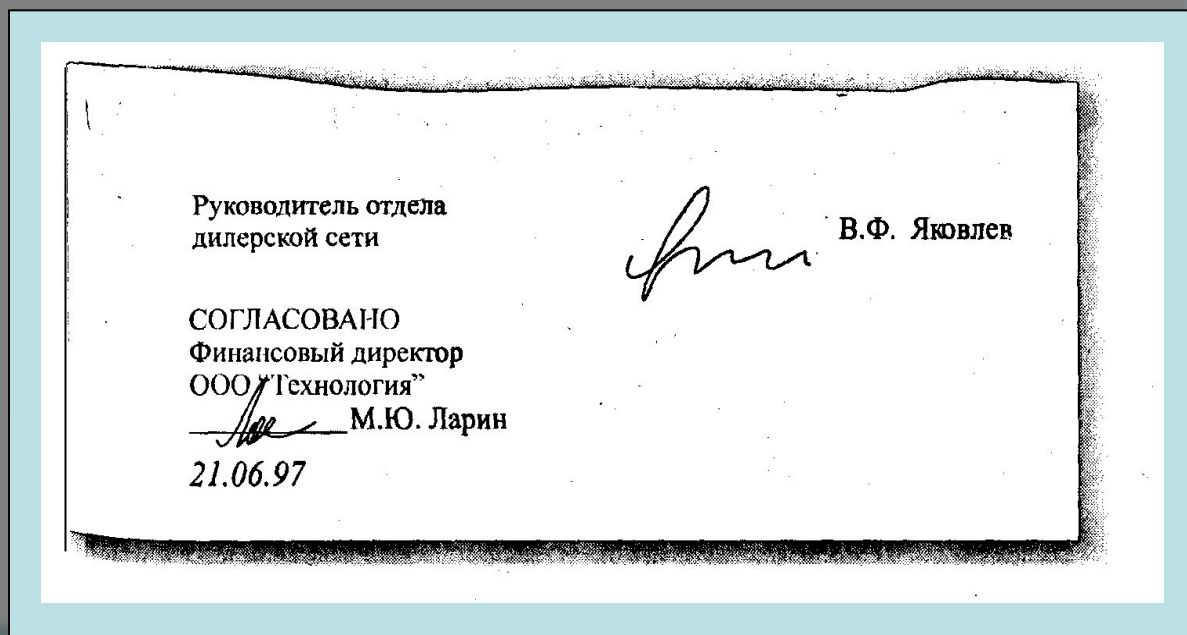 Руководитель отдела
дилерской сети
В.Ф. Яковлев
СОГЛАСОВАНО
Финансовый директор
ООО “Технология”
М.Ю. Ларин
21.06.97